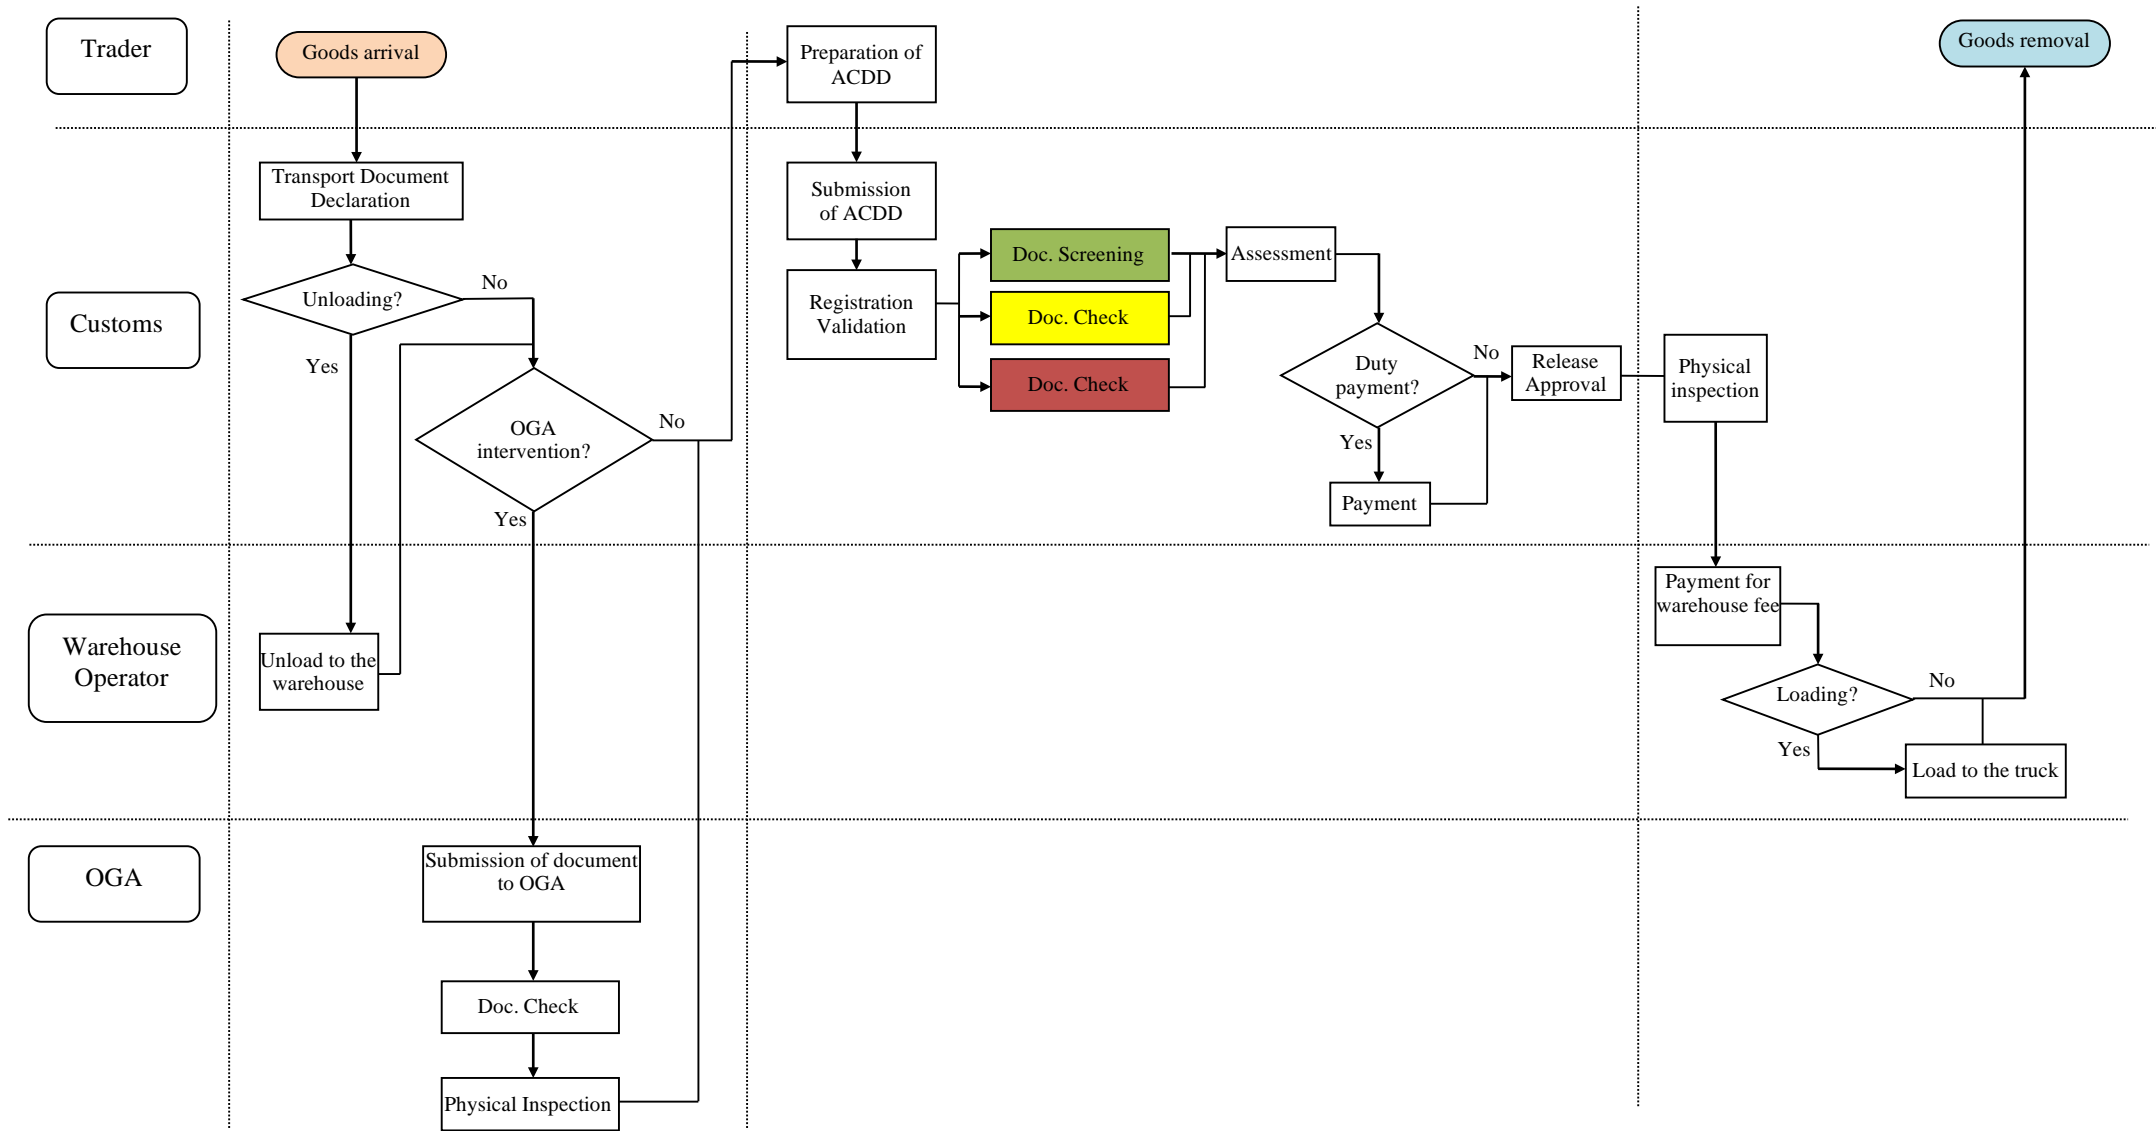 Trader
Goods arrival
Preparation of
ACDD
Goods removal
Transport Document
Declaration
Submission
of ACDD
Customs
Unloading?
No
Yes
OGA
intervention?
No
Yes
Registration
Validation
Doc. Screening
Doc. Check
Doc. Check
Assessment
Duty
payment?
No
Yes
Payment
Release
Approval
Physical
inspection
Warehouse
Operator
Unload to the
warehouse
Payment for
warehouse fee
Loading?
No
Yes
Load to the truck
OGA
Submission of document
to OGA
Doc. Check
Physical Inspection